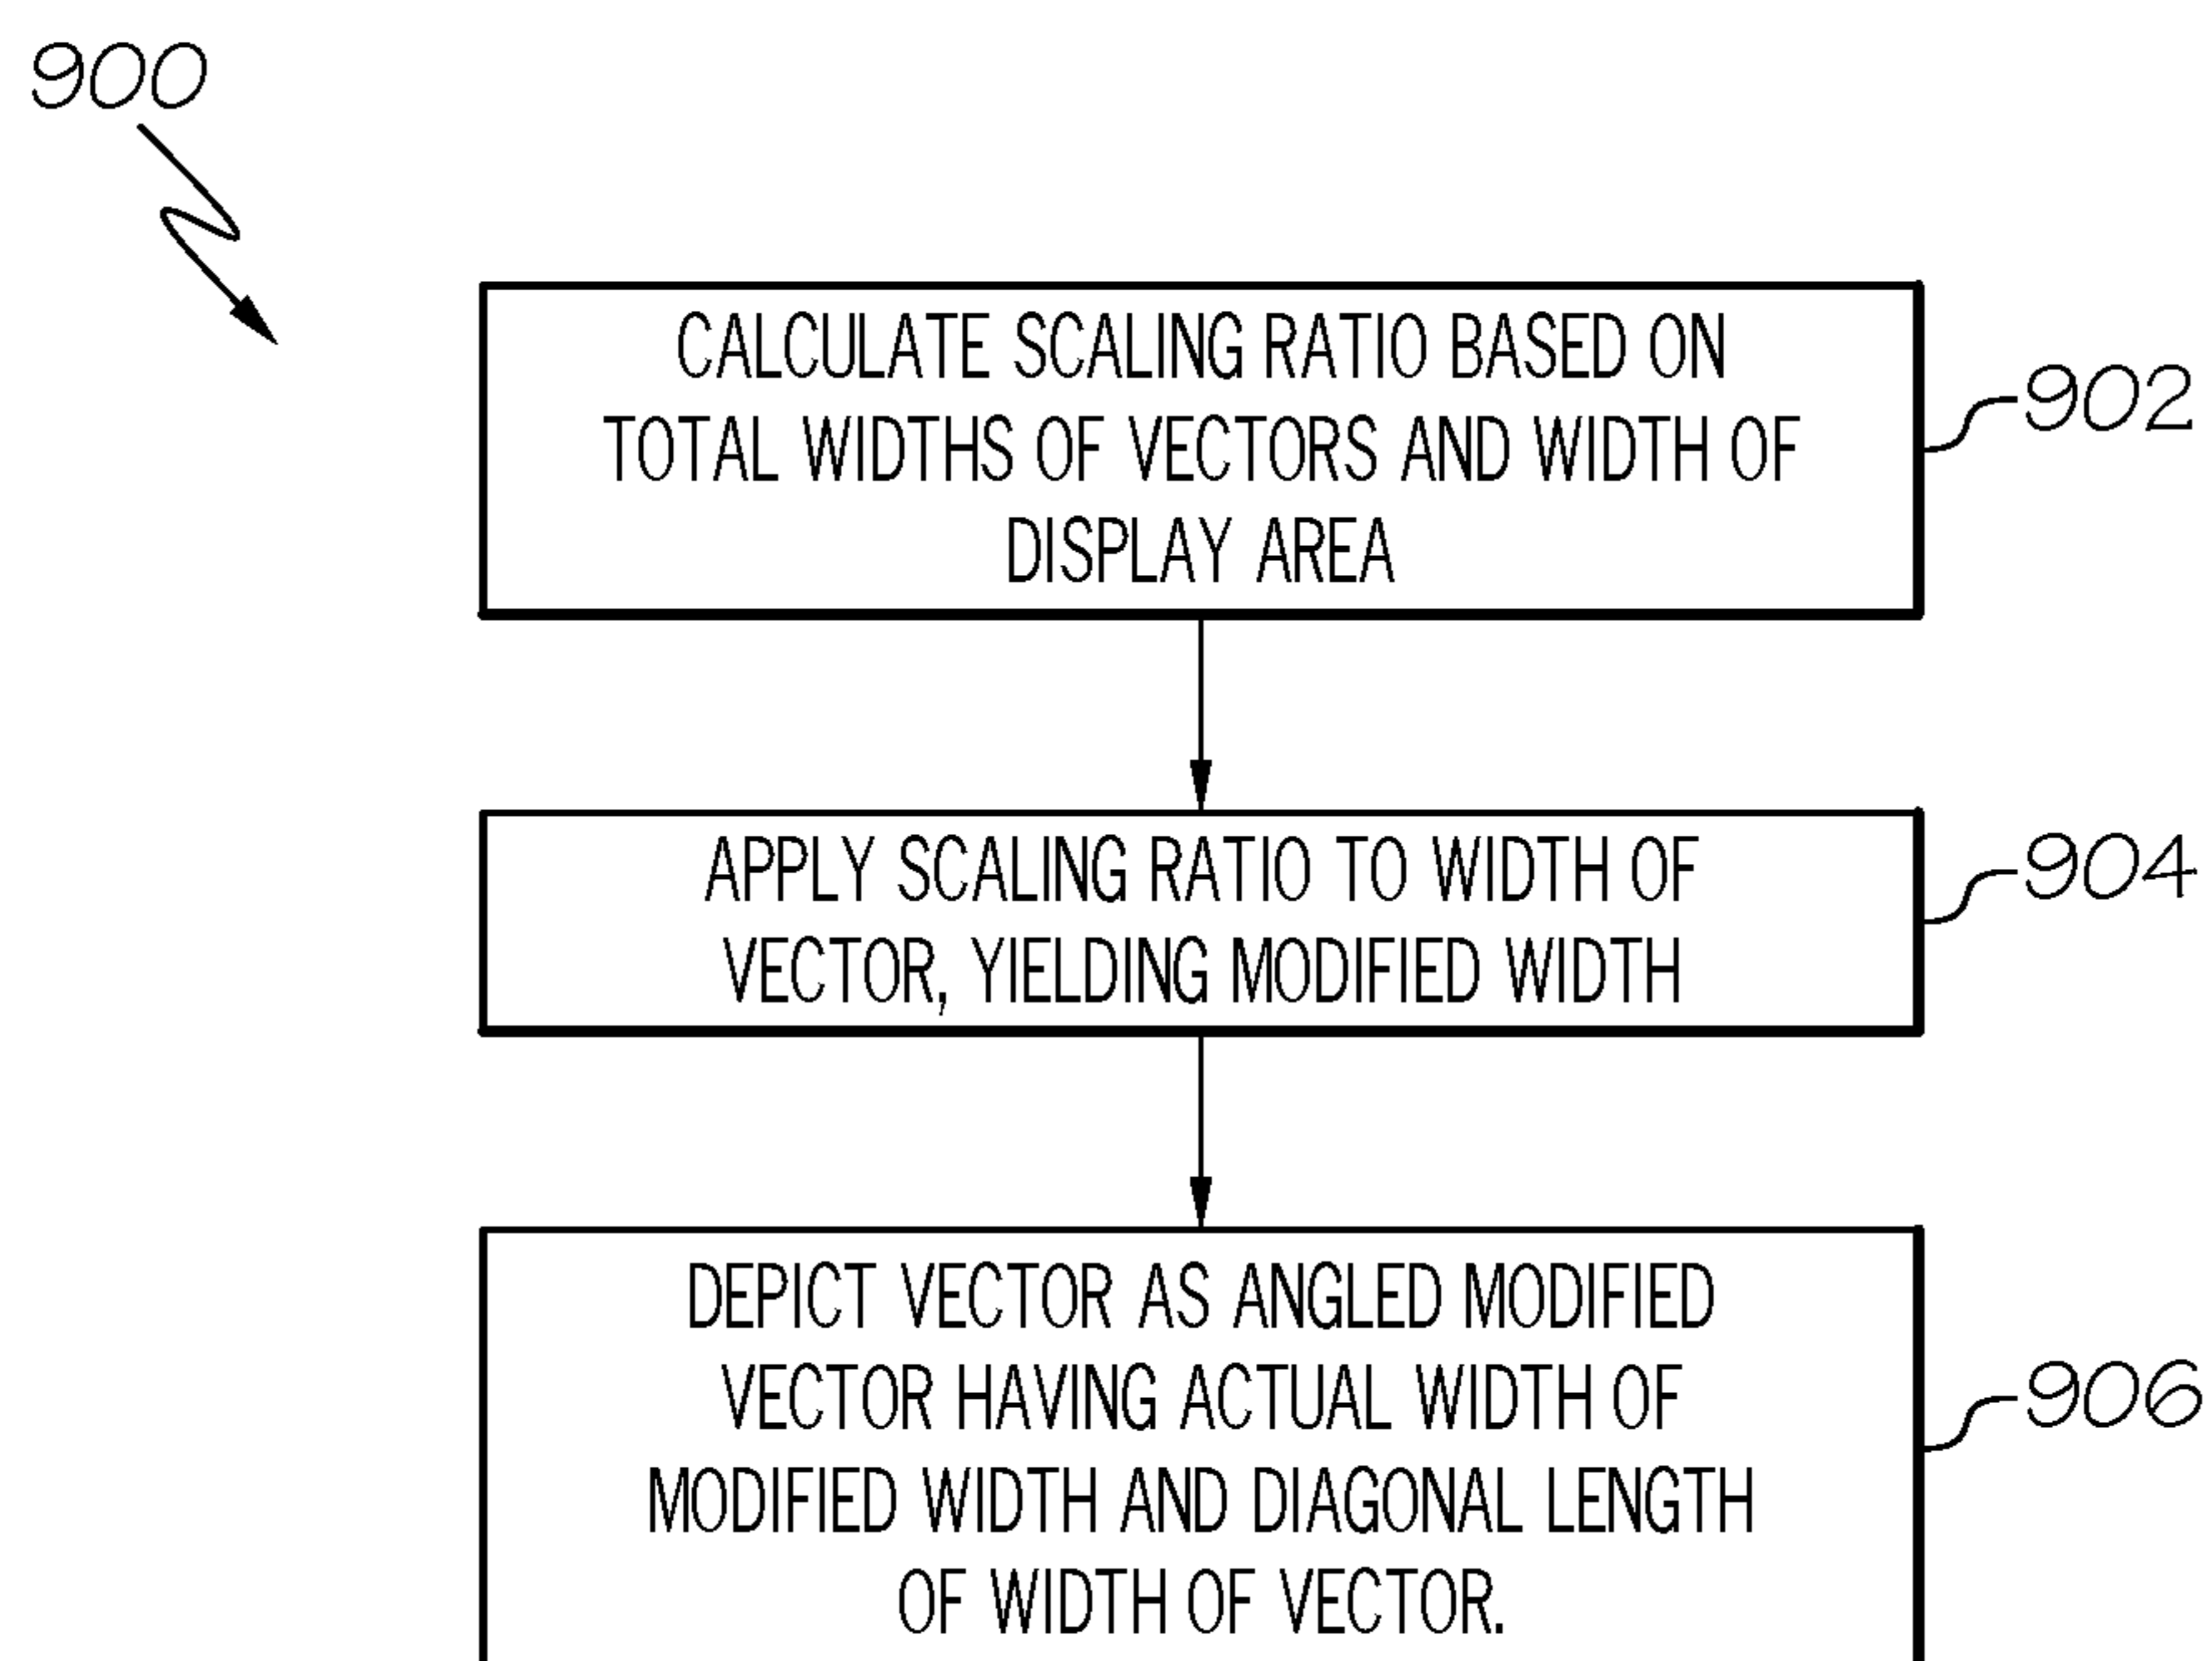 900
CALCULATE SCALING RATIO BASED ON
TOTAL WIDTHS OF VECTORS AND WIDTH OF
DISPLAY AREA
902
APPLY SCALING RATIO TO WIDTH OF
VECTOR, YIELDING MODIFIED WIDTH
904
DEPICT VECTOR AS ANGLED MODIFIED
VECTOR HAVING ACTUAL WIDTH OF
MODIFIED WIDTH AND DIAGONAL LENGTH
OF WIDTH OF VECTOR.
906